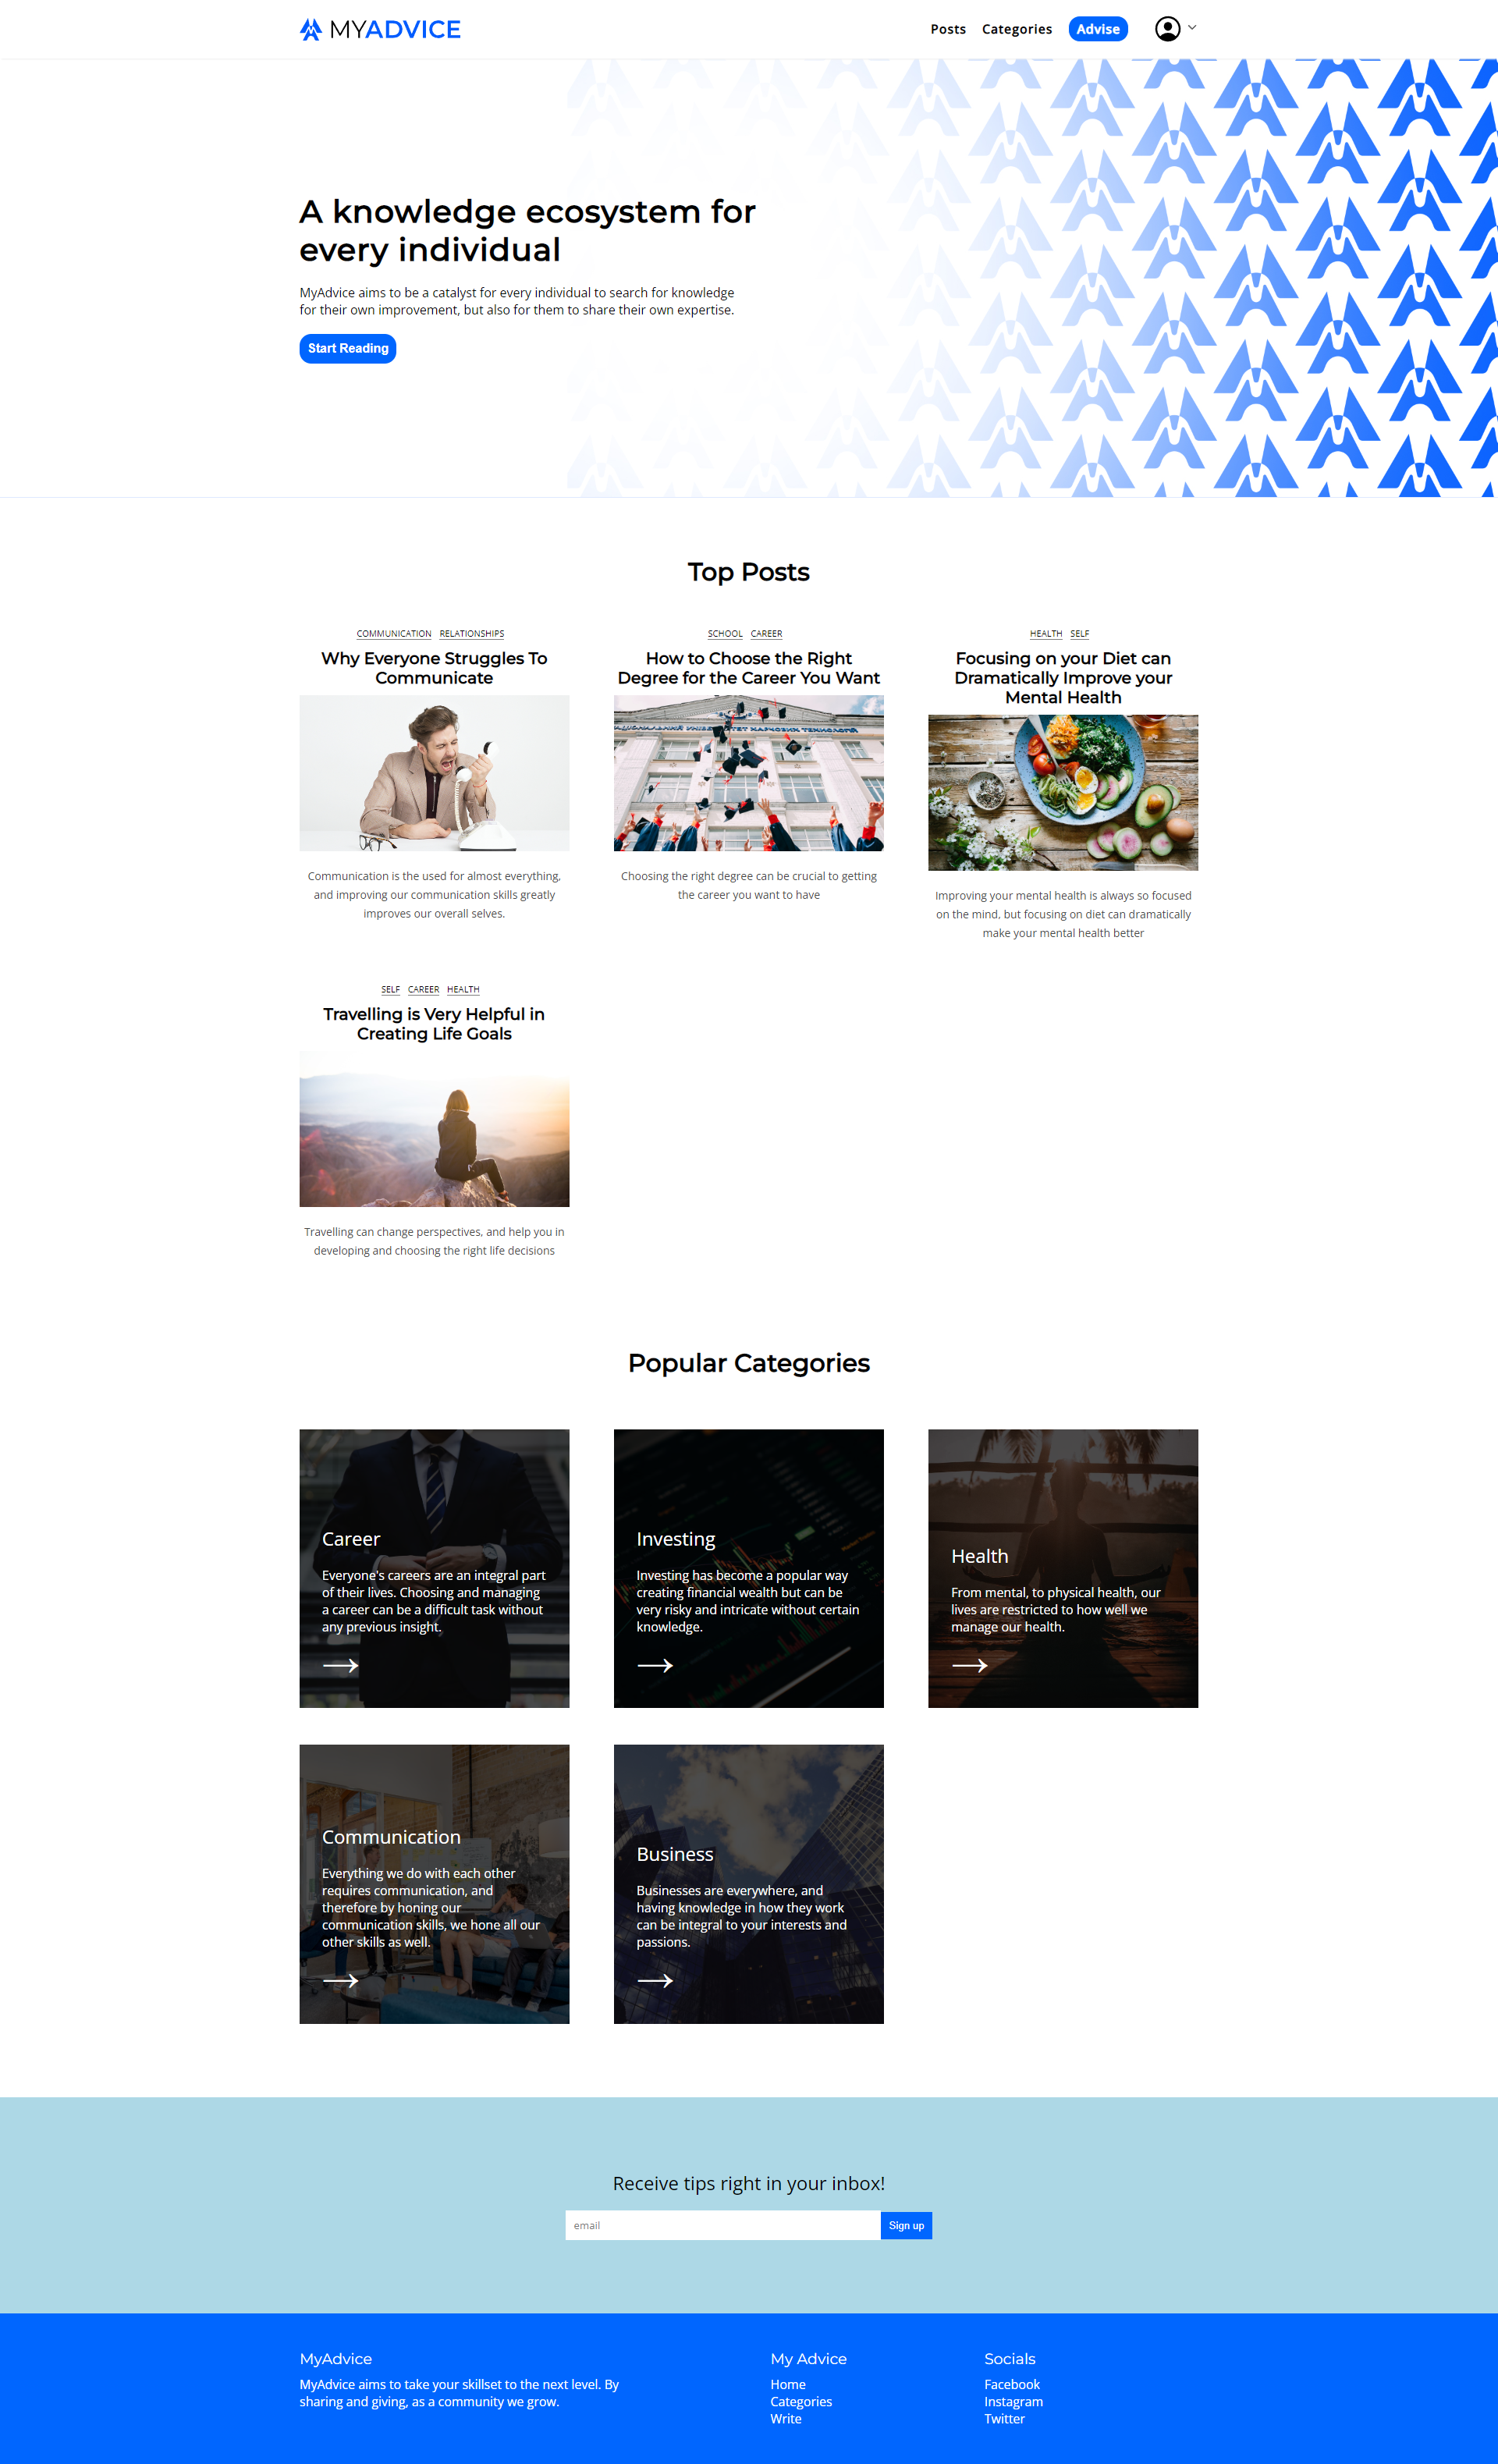 MYADVICE
Posts Categories Advise
A knowledge ecosystem for
every individual
MyAdvice aims to be a catalyst for every individual to search for knowledge
for their own improvement, but also for them to share their own expertise.
Start Reading
Top Posts
COMMUNICATION RELATIONSHIPS
Why Everyone Struggles To
Communicate
Communication is the used for almost everything,
and improving our communication skills greatly
improves our overall selves.
SCHOOL CAREER
How to Choose the Right
Degree for the Career You Want
Choosing the right degree can be crucial to getting
the career you want to have
HEALTH SELF
Focusing on your Diet can
Dramatically Improve your
Mental Health
Improving your mental health is always so focused
on the mind, but focusing on diet can dramatically
make your mental health better
SELF CAREER HEALTH
Travelling is Very Helpful in
Creating Life Goals
Travelling can change perspectives, and help you in
developing and choosing the right life decisions
Popular Categories
Career
Everyone's careers are an integral part
of their lives. Choosing and managing
a career can be a difficult task without
any previous insight.
Investing
Investing has become a popular way
creating financial wealth but can be
very risky and intricate without certain
knowledge.
Health
From mental, to physical health, our
lives are restricted to how well we
manage our health.
Communication
Everything we do with each other
requires communication, and
therefore by honing our
communication skills, we hone all our
other skills as well.
Business
Businesses are everywhere, and
having knowledge in how they work
can be integral to your interests and
passions.
Receive tips right in your inbox!
email
Sign up
MyAdvice
MyAdvice aims to take your skillset to the next level. By
sharing and giving, as a community we grow.
My Advice
Home
Categories
Write
Socials
Facebook
Instagram
Twitter